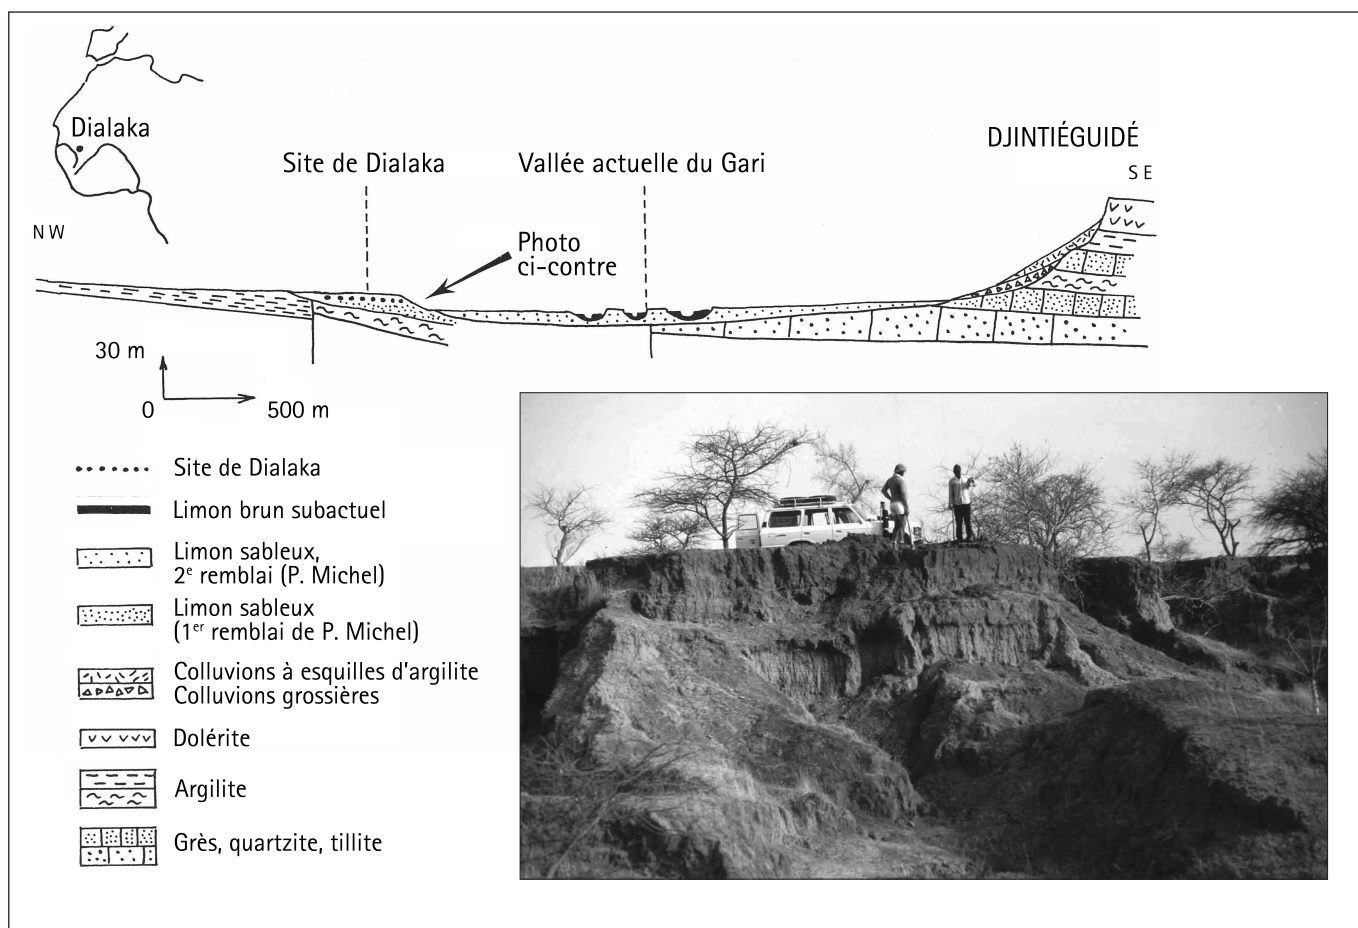 Dialaka
DJINTIÉGUIDÉ
Site de Dialaka
Vallée actuelle du Gari
S E
N W
Photo
ci-contre
30 m
0
500 m
Site de Dialaka
Limon brun subactuel
Limon sableux,
2e remblai (P. Michel)
Limon sableux
(1er remblai de P. Michel)
Colluvions à esquilles d'argilite
Colluvions grossières
Dolérite
Argilite
Grès, quartzite, tillite